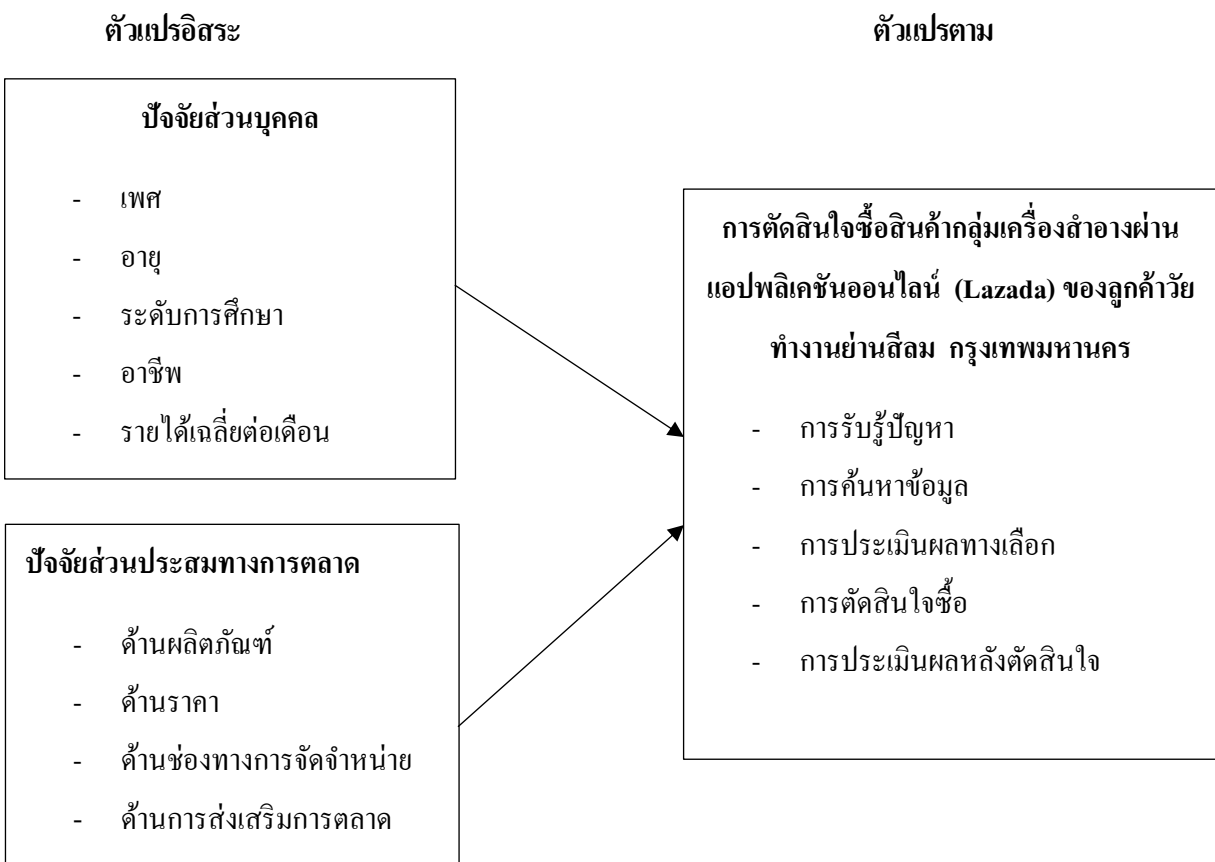 ตัวแปรอิสระ
ตัวแปรตาม
ปัจจัยส่วนบุคคล
- เพศ
- อายุ
- ระดับการศึกษา
- อาชีพ
- รายได้เฉลี่ยต่อเดือน
ปัจจัยส่วนประสมทางการตลาด
- ด้านผลิตภัณฑ์
- ด้านราคา
- ด้านช่องทางการจัดจำหน่าย
- ด้านการส่งเสริมการตลาด
การตัดสินใจซื้อสินค้ากลุ่มเครื่องสำอางผ่าน
แอปพลิเคชันออนไลน์ (Lazada) ของลูกค้าวัย
ทำงานย่านสีลม กรุงเทพมหานคร
- การรับรู้ปัญหา
- การค้นหาข้อมูล
- การประเมินผลทางเลือก
- การตัดสินใจซื้อ
- การประเมินผลหลังตัดสินใจ